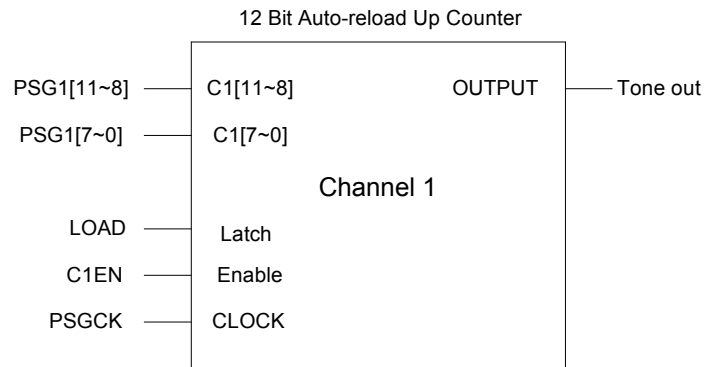 12 Bit Auto-reload Up Counter
PSG1[11~8] C1[11~8] OUTPUT Tone out
PSG1[7~0] C1[7~0]
Channel 1
LOAD Latch
C1EN Enable
PSGCK CLOCK